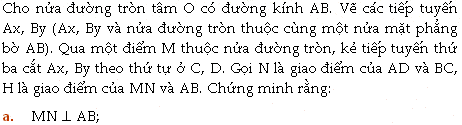 Cho nửa đường tròn tâm O có đường kính AB. Vẽ các tiếp tuyến
Ax, By (Ax, By và nửa đường tròn thuộc cùng một nửa mặt phẳng
bờ AB). Qua một điểm M thuộc nửa đường tròn, kẻ tiếp tuyến thứ
ba cắt Ax, By theo thứ tự ở C, D. Gọi N là giao điểm của AD và BC,
H là giao điểm của MN và AB. Chứng minh rằng:
a. MN ⊥ AB;